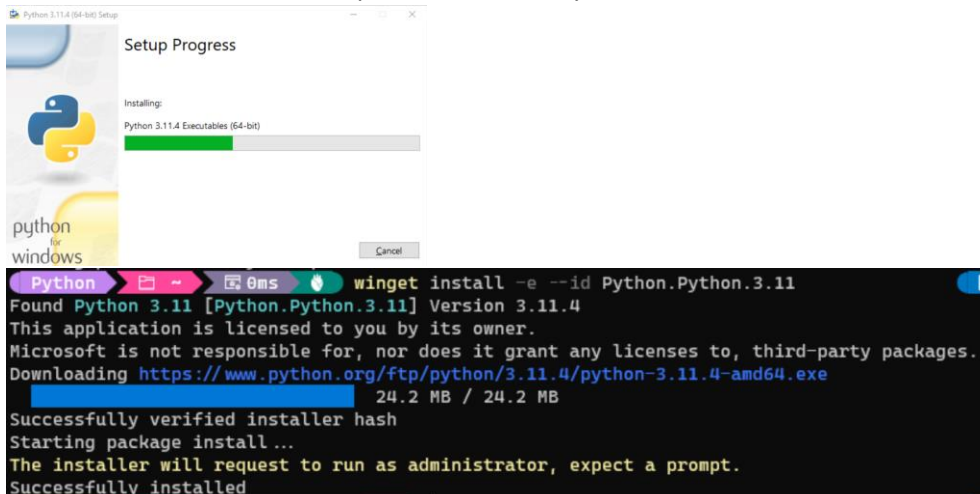 Python 3.11.4 (64-bit) Setup
Setup Progress
Installing:
Python 3.11.4 Executables (64-bit)
python
for
windows
Cancel
Python ~ 0ms winget install -e --id Python.Python.3.11
Found Python 3.11 [Python.Python.3.11] Version 3.11.4
This application is licensed to you by its owner.
Microsoft is not responsible for, nor does it grant any licenses to, third-party packages.
Downloading https://www.python.org/ftp/python/3.11.4/python-3.11.4-amd64.exe
24.2 MB / 24.2 MB
Successfully verified installer hash
Starting package install...
The installer will request to run as administrator, expect a prompt.
Successfully installed